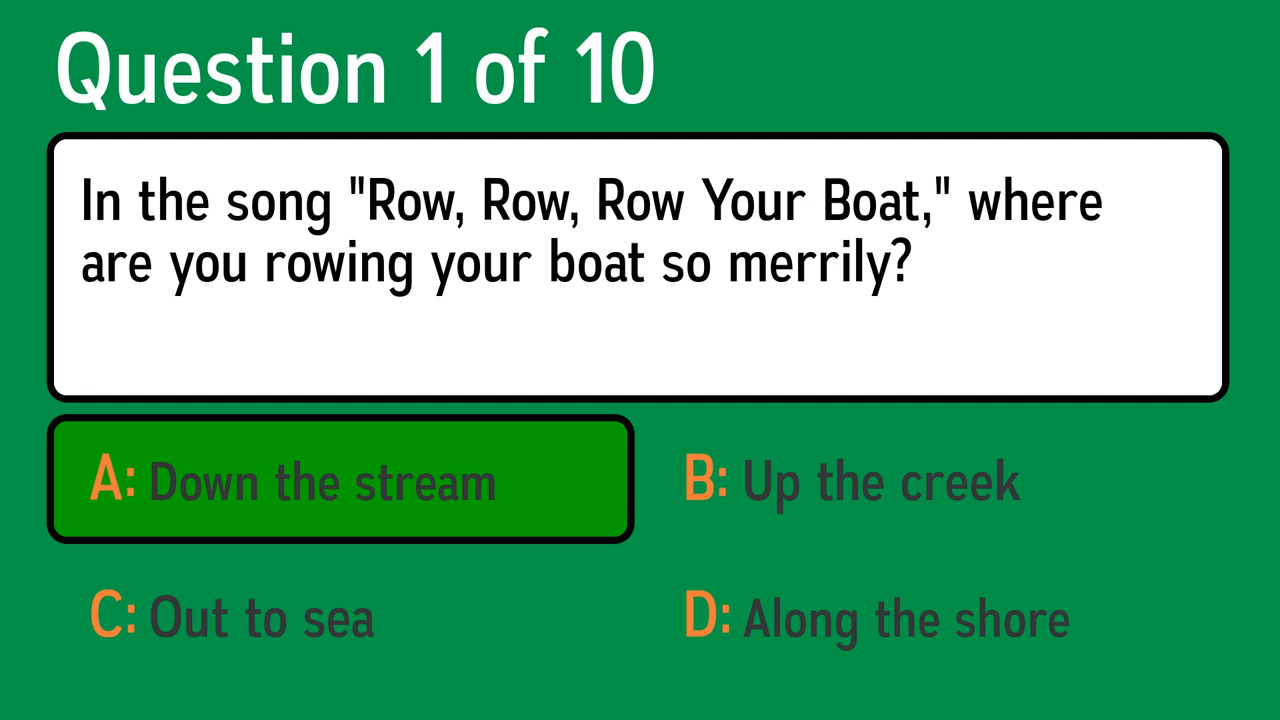 Question 1 of 10
In the song "Row, Row, Row Your Boat," where
are you rowing your boat so merrily?
A: Down the stream
B: Up the creek
C: Out to sea
D: Along the shore